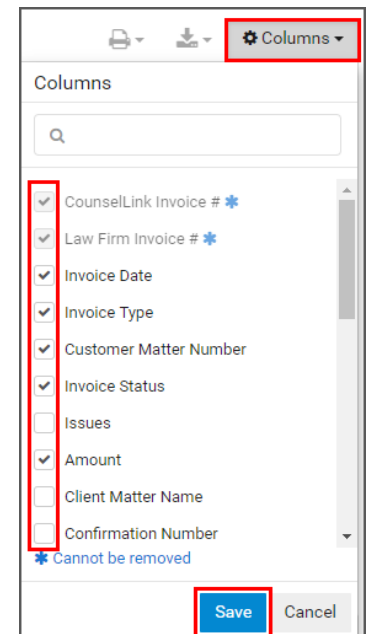 Columns
Columns
CounselLink Invoice # *
Law Firm Invoice # *
Invoice Date
Invoice Type
Customer Matter Number
Invoice Status
Issues
Amount
Client Matter Name
Confirmation Number
* Cannot be removed
Save Cancel